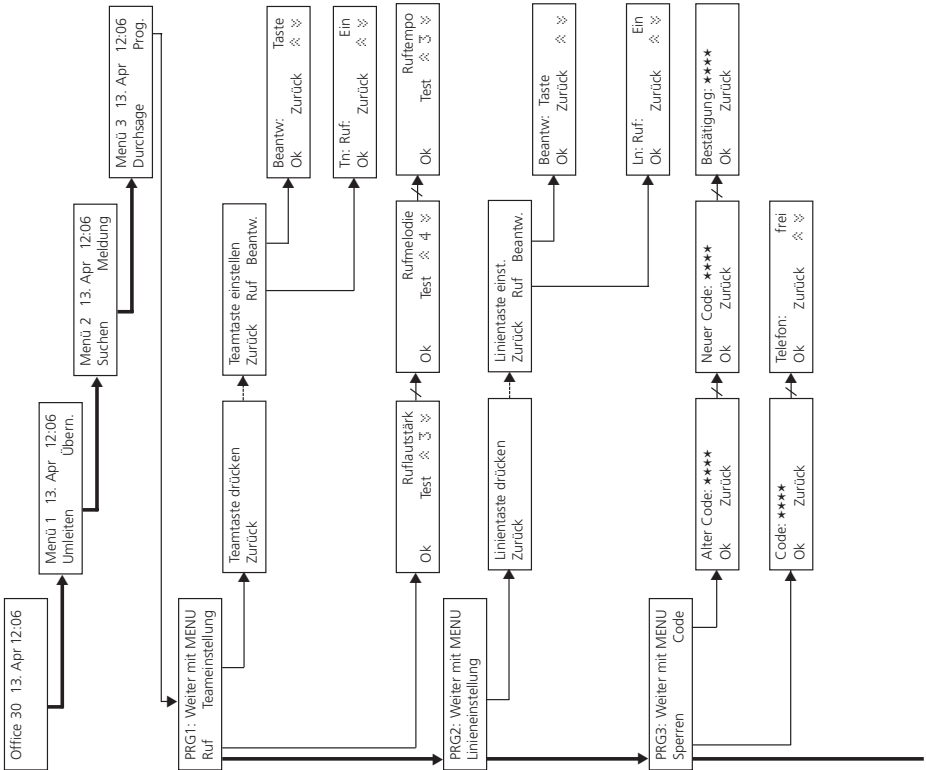 Office 30 13. Apr 12:06
Menü 1 13. Apr 12:06
Umleiten Übern.
Menü 2 13. Apr 12:06
Suchen Meldung
Menü 3 13. Apr 12:06
Durchsage Prog.
PRG1: Weiter mit MENU
Ruf Teameinstellung
Teamtaste drücken
Zurück
Teamtaste einstellen
Zurück Ruf Beantw.
Beantw: Taste
Ok Zurück
Tn: Ruf: Ein
Ok Zurück
Ruflautstärk
Ok Test 3
Rufmelodie
Ok Test 4
Ruftempo
Ok Test 3
PRG2: Weiter mit MENU
Linieneinstellung
Linientaste drücken
Zurück
Linientaste einst.
Zurück Ruf Beantw.
Beantw: Taste
Ok Zurück
Ln: Ruf: Ein
Ok Zurück
PRG3: Weiter mit MENU
Sperren Code
Alter Code: ★★★★
Ok Zurück
Neuer Code: ★★★★
Ok Zurück
Bestätigung: ★★★★
Ok Zurück
Code: ★★★★
Ok Zurück
Telefon: frei
Ok Zurück